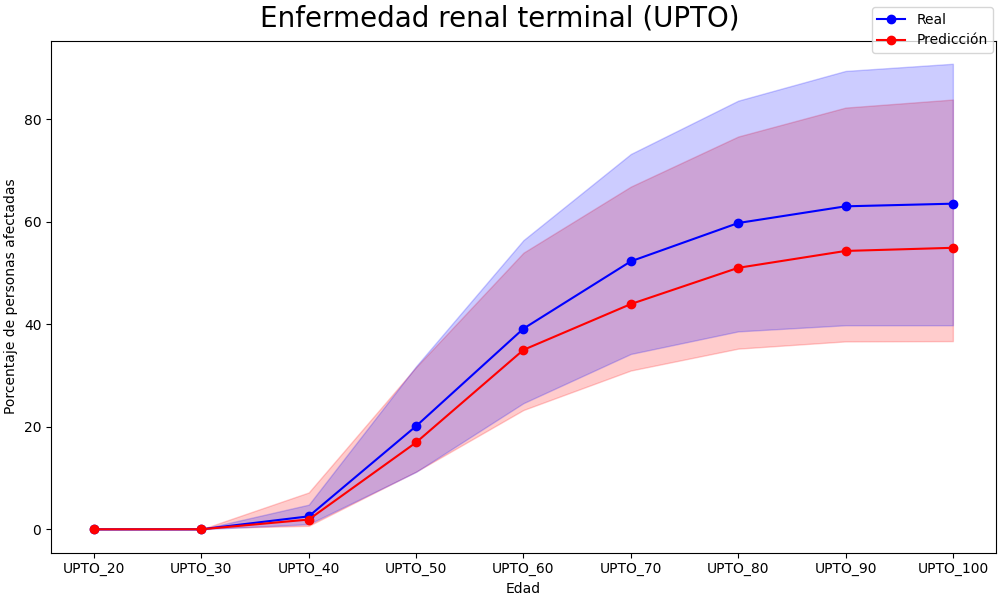 Enfermedad renal terminal (UPTO)
Real
Predicción
Porcentaje de personas afectadas
80
60
40
20
0
UPTO_20 UPTO_30 UPTO_40 UPTO_50 UPTO_60 UPTO_70 UPTO_80 UPTO_90 UPTO_100
Edad